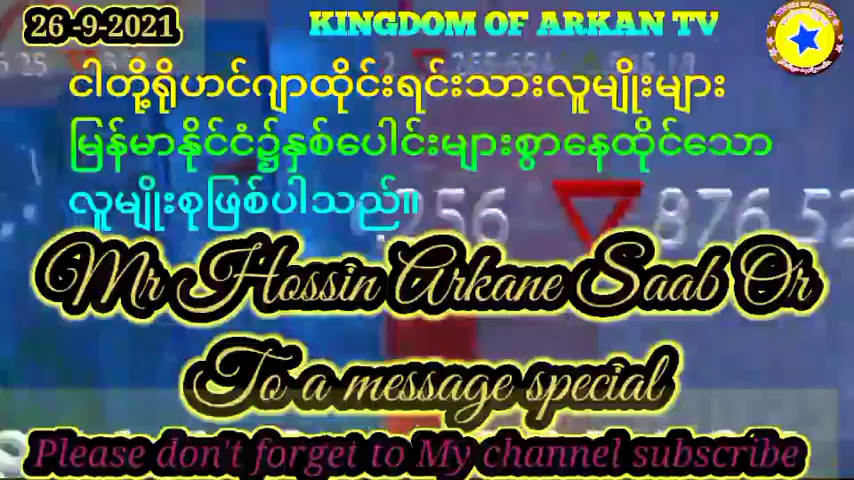 26 -9-2021
KINGDOM OF ARKAN TV
ငါတို့ရိုဟင်ဂျာထိုင်းရင်းသားလူမျိုးများ
မြန်မာနိုင်ငံ၌နှစ်ပေါင်းများစွာနေထိုင်သော
လူမျိုးစုဖြစ်ပါသည်။
256 876.52
Mr Hossin Arkane Saab Or
To a message special
Please don't forget to My channel subscribe